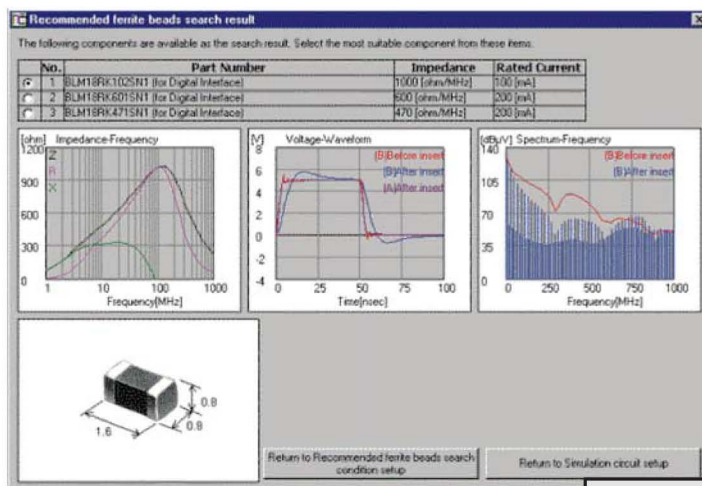 Recommended ferrite beads search result
The following components are available as the search result. Select the most suitable component from these items.
No. Part Number Impedance Rated Current
1 BLM18RK102SN1 (for Digital Interface) 1000 [ohm/MHz] 100 [mA]
2 BLM18RK601SN1 (for Digital Interface) 600 [ohm/MHz] 200 [mA]
3 BLM18RK471SN1 (for Digital Interface) 470 [ohm/MHz] 200 [mA]
[ohm] Impedance-Frequency
1200
900
600
300
0
Z
R
X
1 10 100 1000
Frequency[MHz]
[V] Voltage-Waveform
8
6
4
2
0
-2
-4
(B)Before insert
(B)After insert
(A)After insert
0 25 50 75 100
Time[nsec]
[dBuV] Spectrum-Frequency
140
105
70
35
0
(B)Before insert
(B)After insert
0 250 500 750 1000
Frequency[MHz]
0.8
0.8
1.6
Return to Recommended ferrite beads search
condition setup
Return to Simulation circuit setup